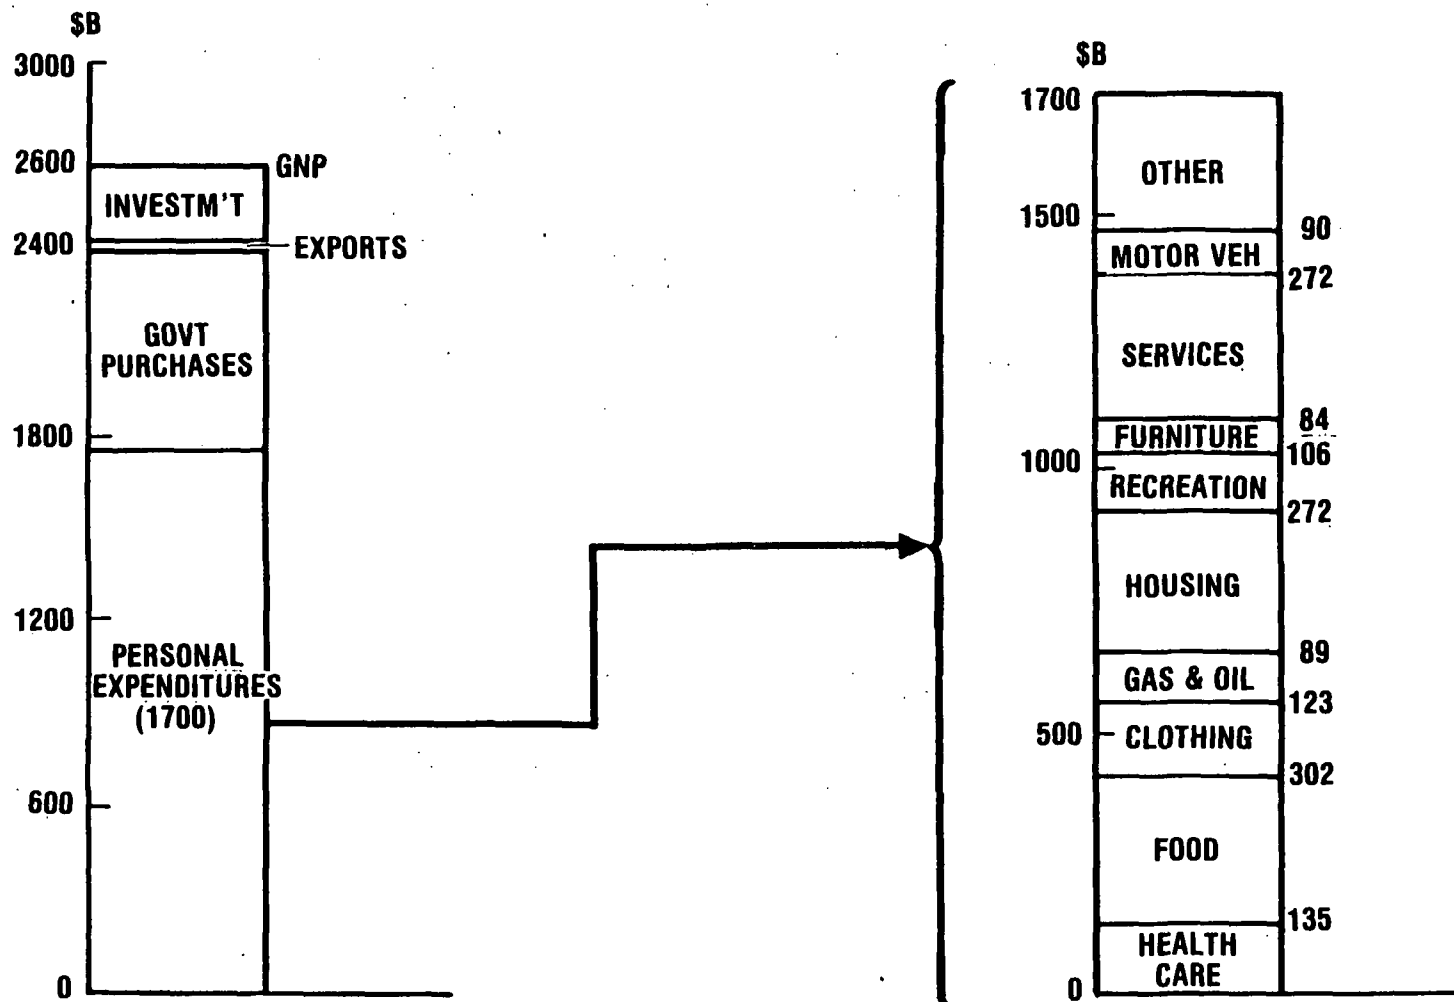 $B
3000
2600
GNP
INVESTM'T
2400
EXPORTS
GOVT
PURCHASES
1800
1200
PERSONAL
EXPENDITURES
(1700)
600
0
$B
1700
OTHER
1500
90
MOTOR VEH
272
SERVICES
84
FURNITURE
106
1000
RECREATION
272
HOUSING
89
GAS & OIL
123
500
CLOTHING
302
FOOD
135
HEALTH
CARE
0